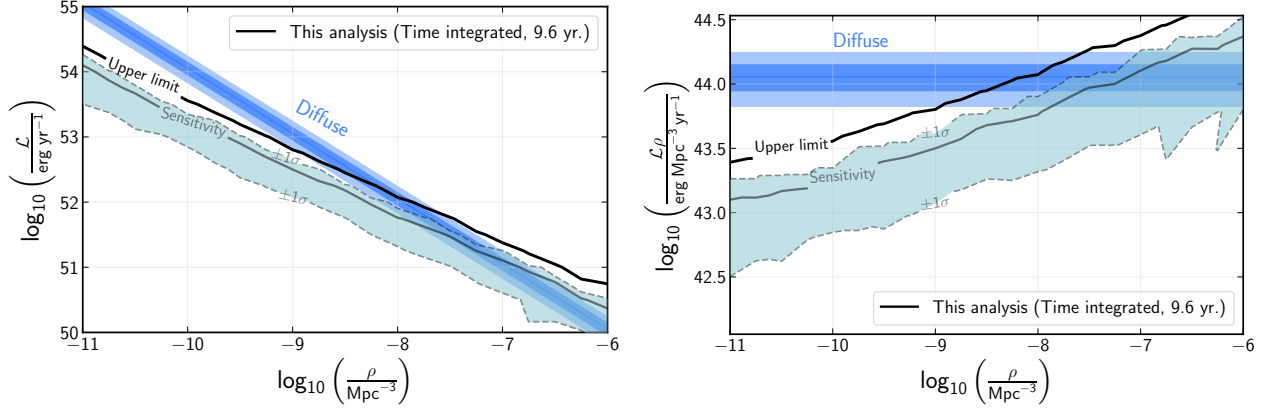 This analysis (Time integrated, 9.6 yr.)
Upper limit
Sensitivity
Diffuse
±1σ
±1σ
55
54
53
52
51
50
−11 −10 −9 −8 −7 −6
log₁₀ (ℒ / erg yr⁻¹)
log₁₀ (ρ / Mpc⁻³)
44.5
44.0
43.5
43.0
42.5
Diffuse
Upper limit
Sensitivity
±1σ
±1σ
This analysis (Time integrated, 9.6 yr.)
−11 −10 −9 −8 −7 −6
log₁₀ (ℒρ / erg Mpc⁻³ yr⁻¹)
log₁₀ (ρ / Mpc⁻³)